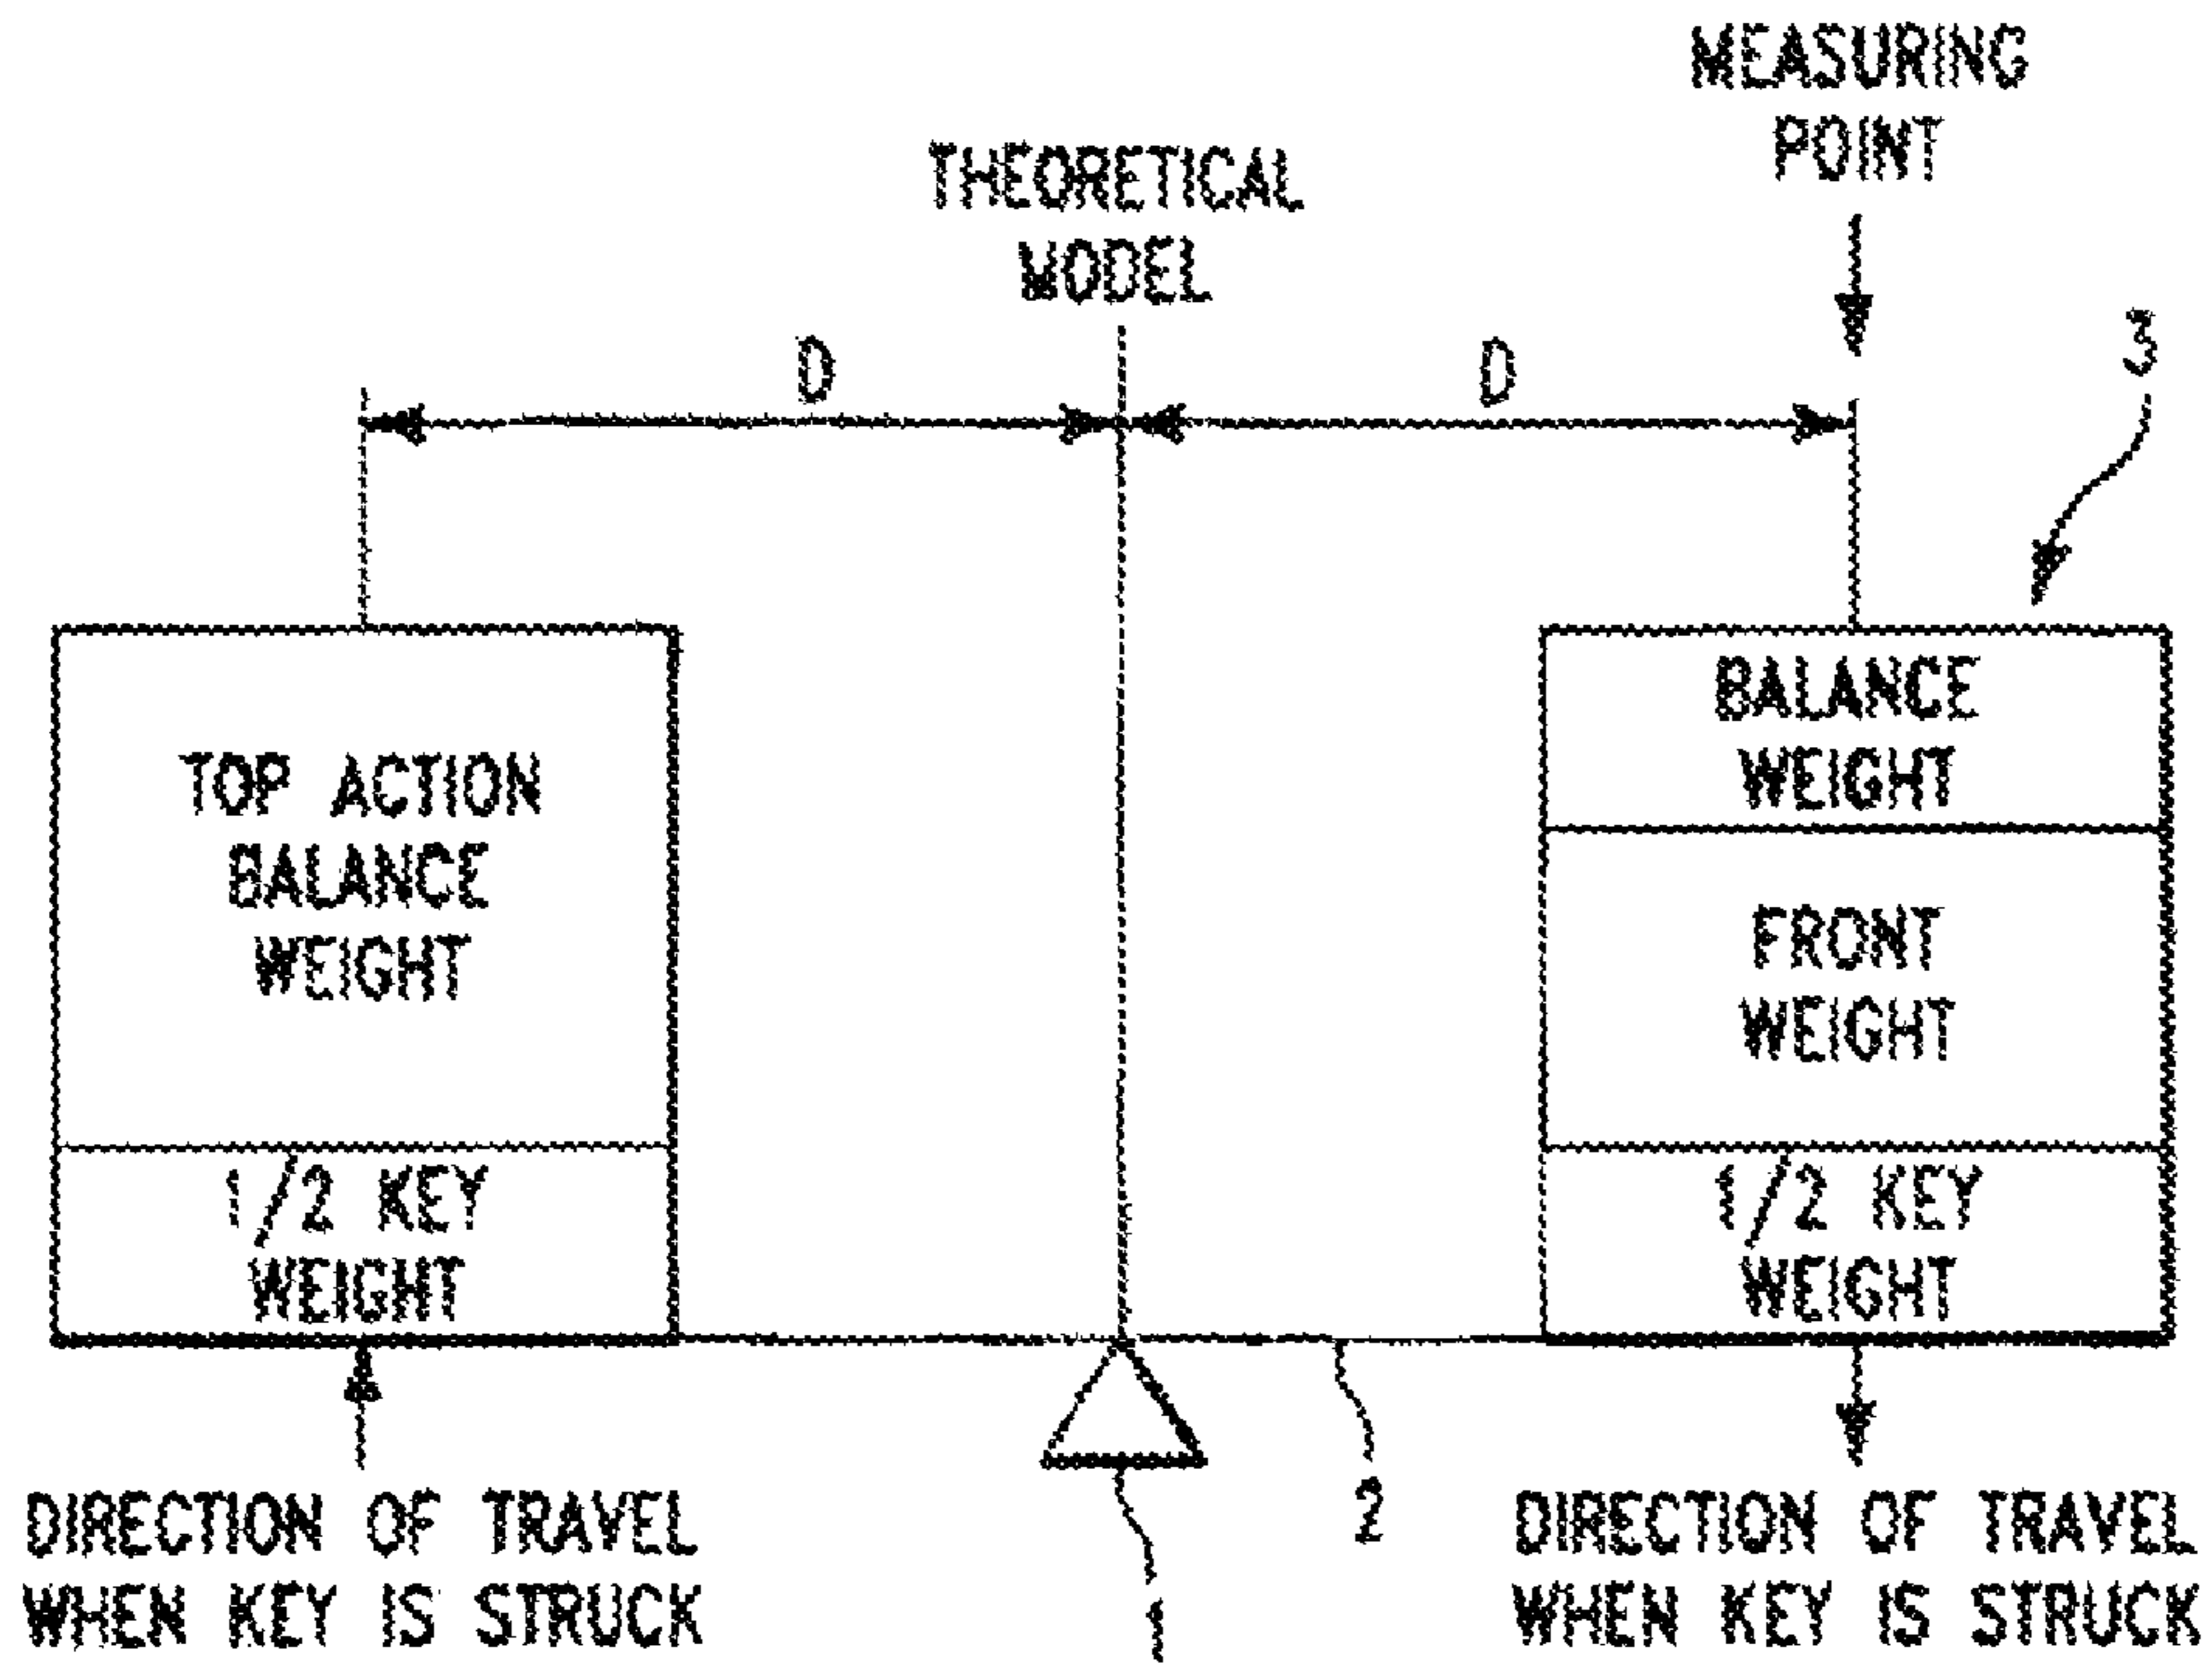 MEASURING
POINT
THEORETICAL
MODEL
D
D
3
TOP ACTION
BALANCE
WEIGHT
1/2 KEY
WEIGHT
BALANCE
WEIGHT
FRONT
WEIGHT
1/2 KEY
WEIGHT
DIRECTION OF TRAVEL
WHEN KEY IS STRUCK
1
2
DIRECTION OF TRAVEL
WHEN KEY IS STRUCK